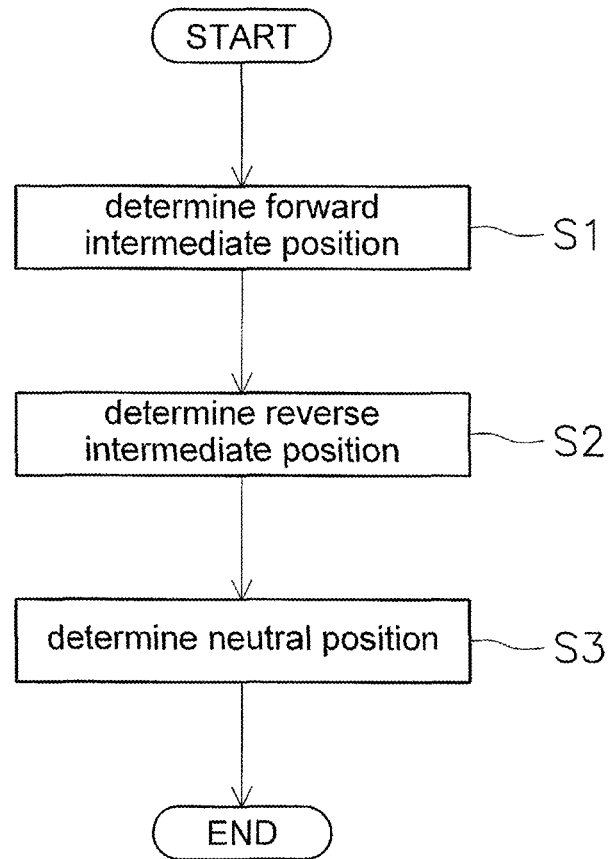 START
determine forward
intermediate position
S1
determine reverse
intermediate position
S2
determine neutral position
S3
END